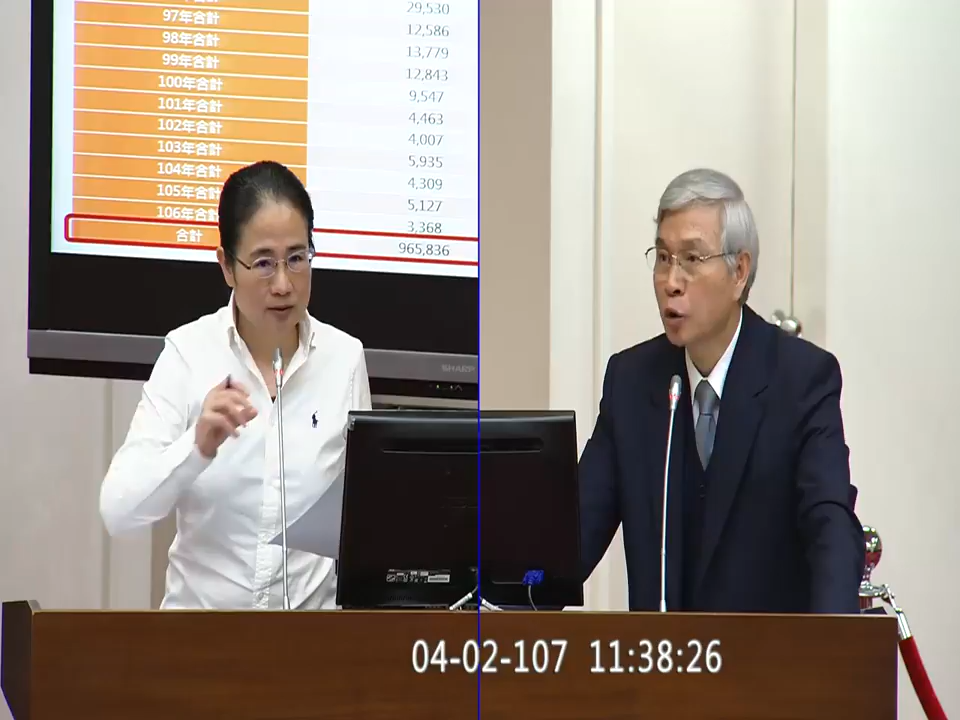 29,530
97年合計 12,586
98年合計 13,779
99年合計 12,843
100年合計 9,547
101年合計 4,463
102年合計 4,007
103年合計 5,935
104年合計 4,309
105年合計 5,127
106年合計 3,368
合計 965,836
SHARP
04-02-107 11:38:26